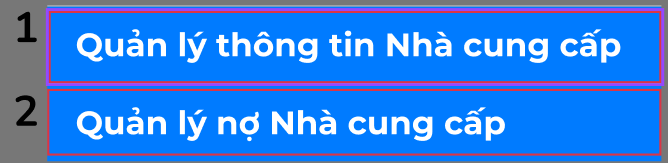 1 Quản lý thông tin Nhà cung cấp
2 Quản lý nợ Nhà cung cấp